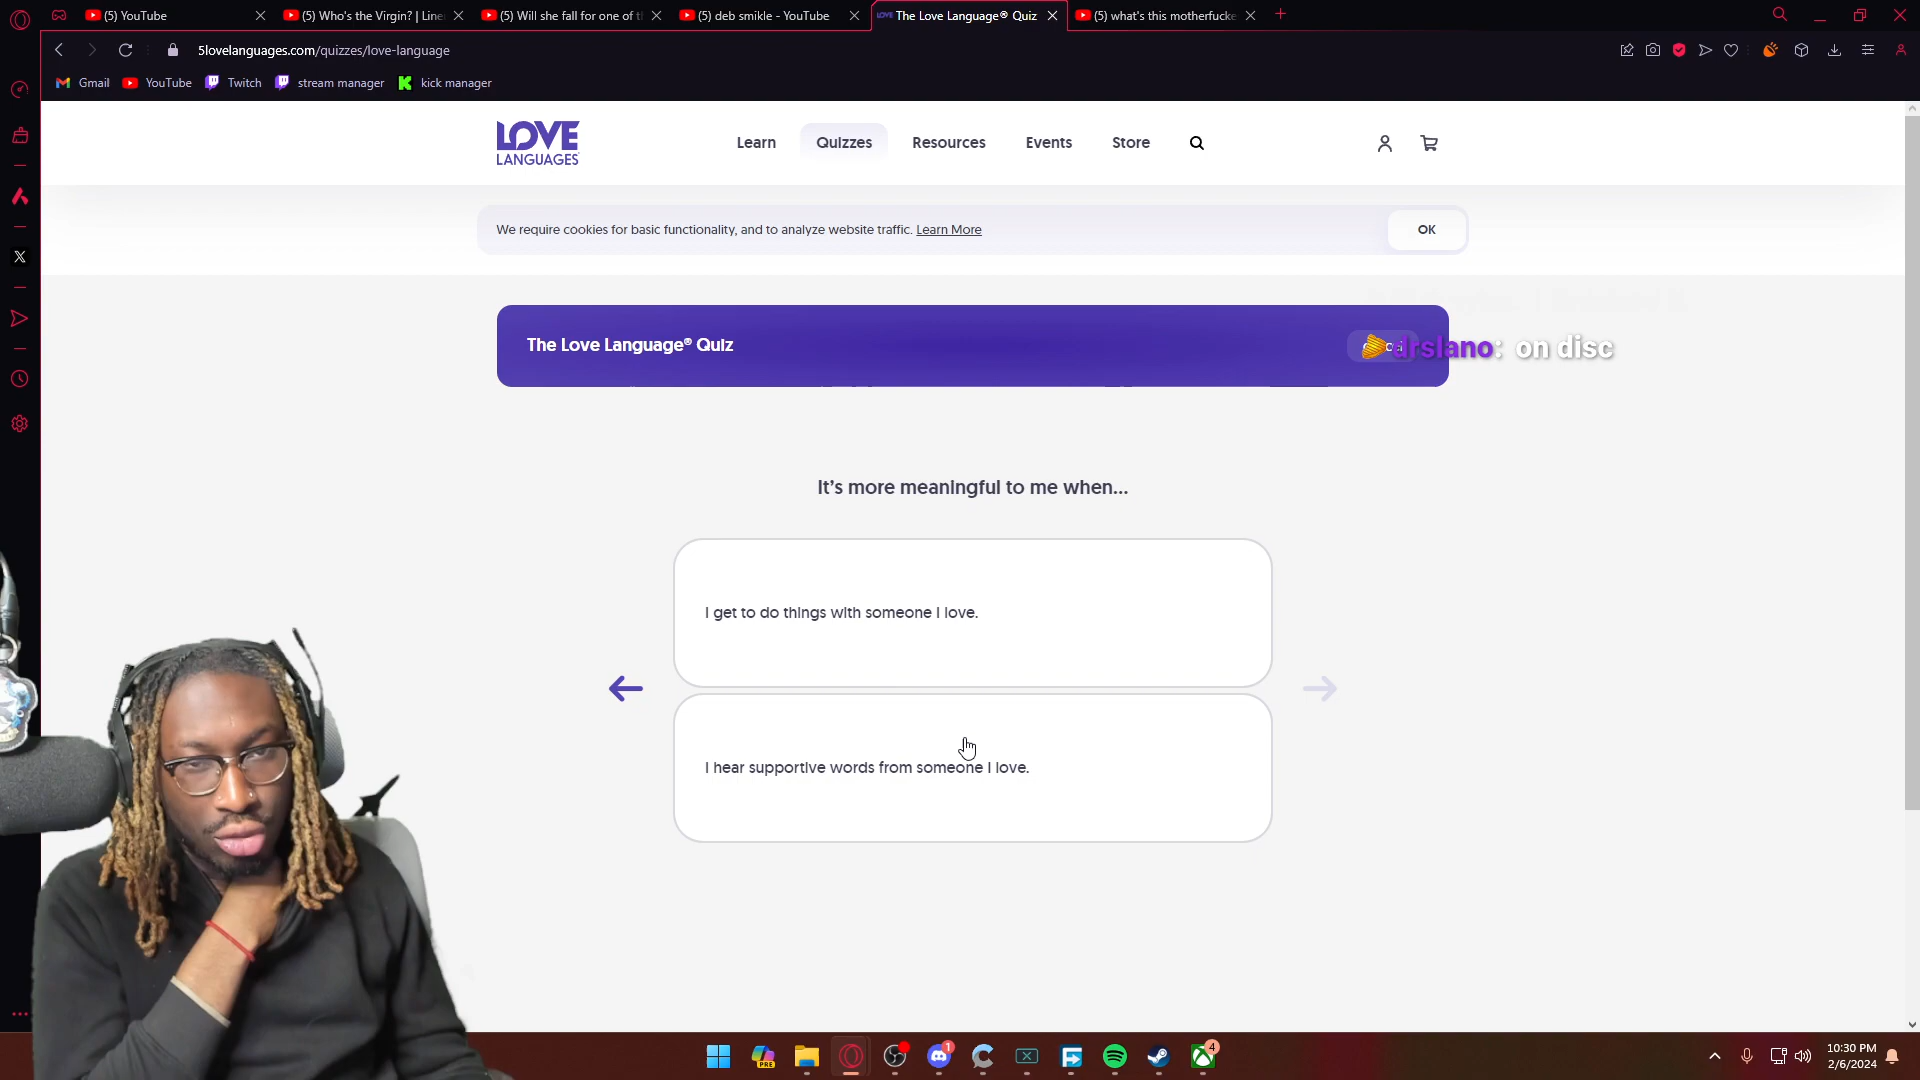 (5) YouTube
(5) Who's the Virgin? | Line
(5) Will she fall for one of t
(5) deb smikle - YouTube
The Love Language® Quiz
(5) what's this motherfucke
5lovelanguages.com/quizzes/love-language
Gmail
YouTube
Twitch
stream manager
kick manager
LOVE
LANGUAGES
Learn
Quizzes
Resources
Events
Store
We require cookies for basic functionality, and to analyze website traffic. Learn More
OK
The Love Language® Quiz
arslano: on disc
It's more meaningful to me when...
I get to do things with someone I love.
I hear supportive words from someone I love.
PRE
1
4
10:30 PM
2/6/2024